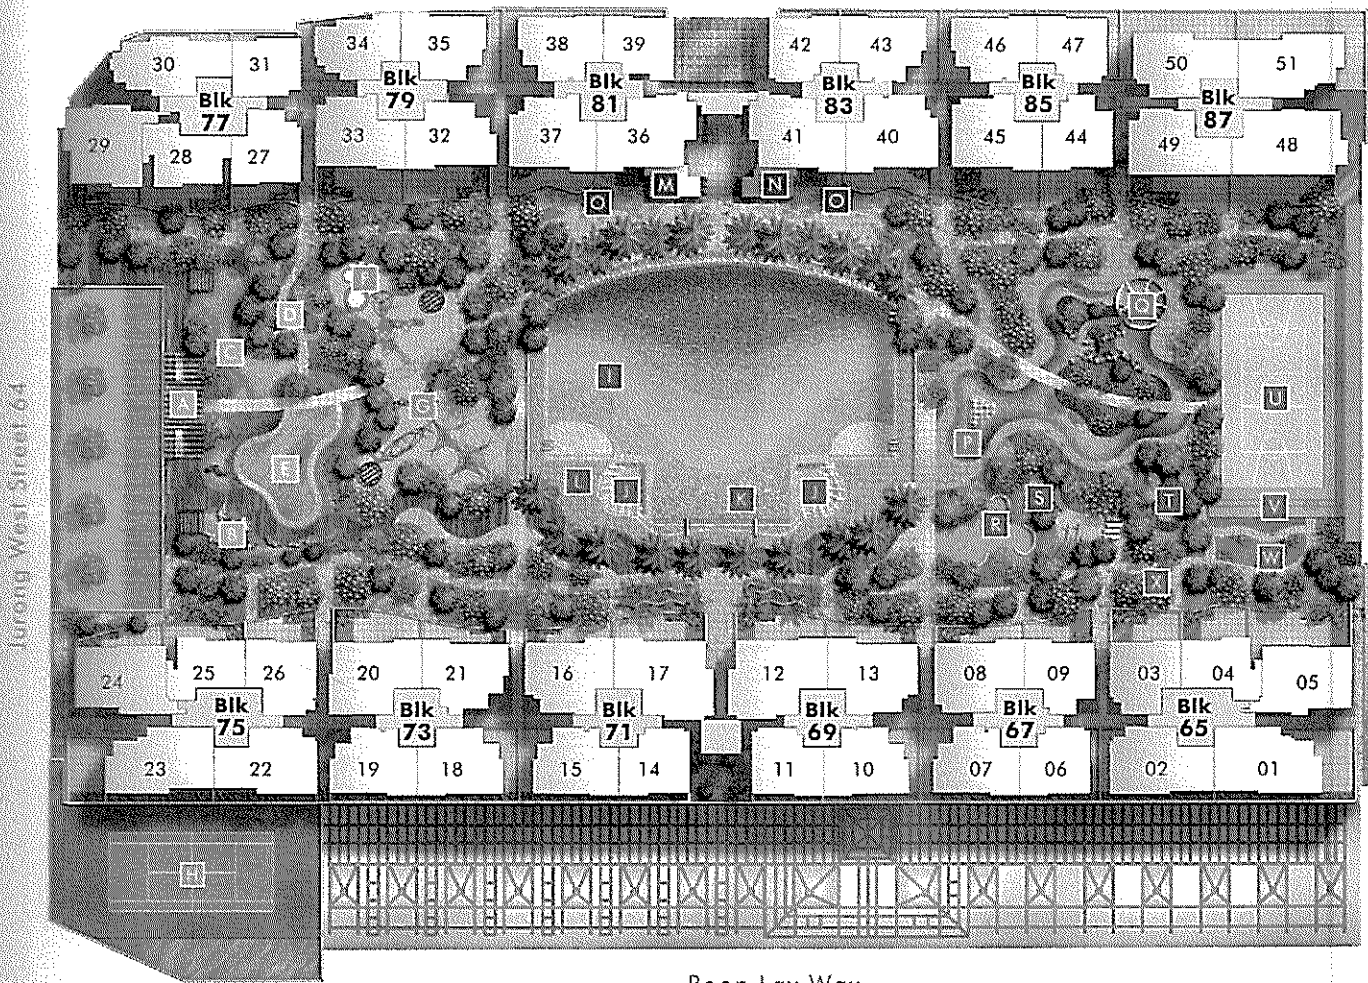 34 35 38 39 42 43 46 47
30 31 50 51
Blk 79
Blk 81
Blk 83
Blk 85
Blk 77
Blk 87
29 28 27 33 32 37 36 41 40 45 44 49 48
M N
O O
D
Q
C
I
A G U
P
E
L J K J S T V
R
W
X
H
25 26 20 21 16 17 12 13 08 09 03 04 05
24
Blk 75
Blk 73
Blk 71
Blk 69
Blk 67
Blk 65
23 22 19 18 15 14 11 10 07 06 02 01
Jurong West Street 64
Boon Lay Way